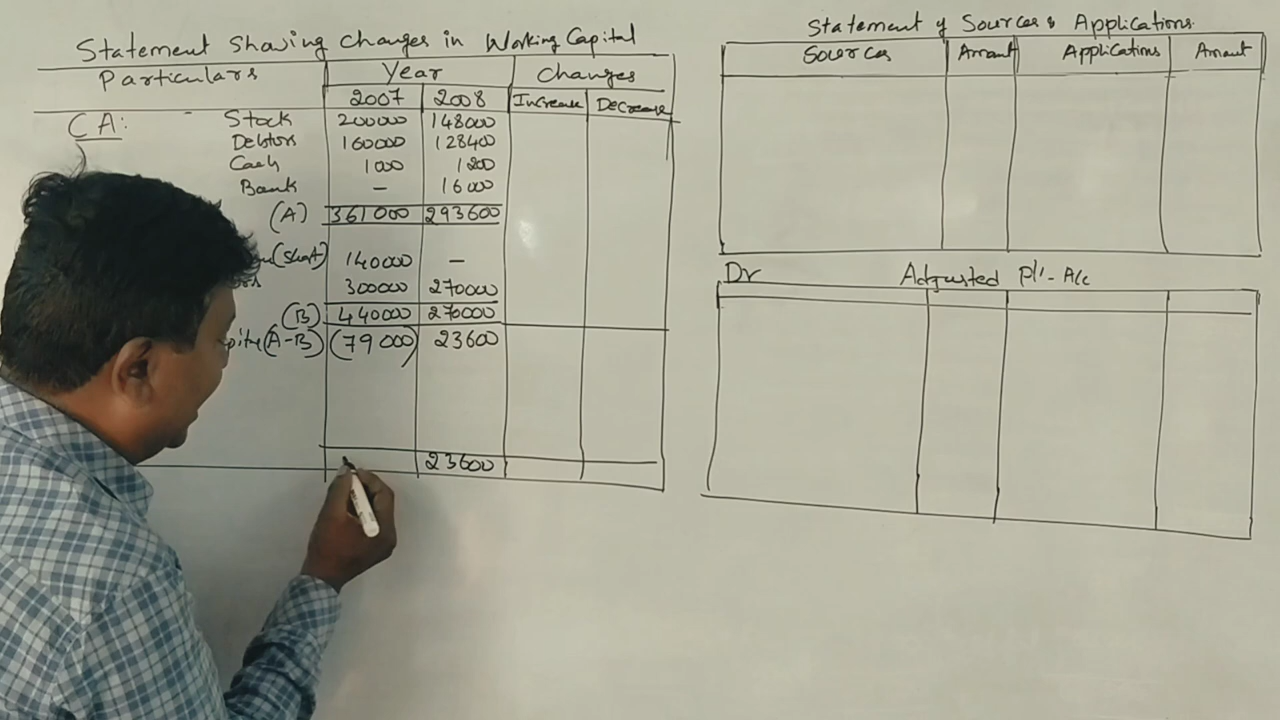 Statement Showing Changes in Working Capital
Particulars Year Changes
2007 2008 Increase Decrease
CA:
Stock 200000 148000
Debtors 160000 128400
Cash 1000 1200
Bank — 16000
(A) 361000 293600
(Short) 140000 —
300000 270000
(B) 440000 270000
(A-B) (79000) 23600
23600
Statement of Sources & Applications
Sources Amount Applications Amount
Dr Adjusted P/L A/c